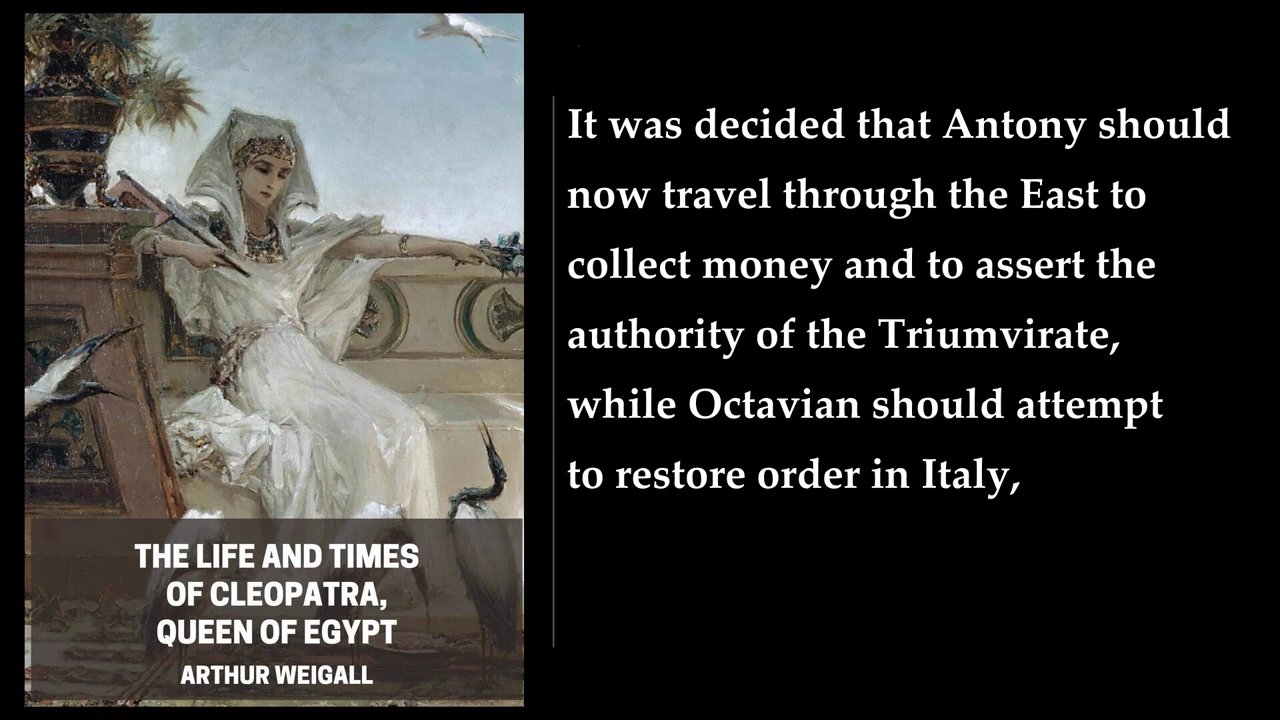 THE LIFE AND TIMES
OF CLEOPATRA,
QUEEN OF EGYPT
ARTHUR WEIGALL
It was decided that Antony should
now travel through the East to
collect money and to assert the
authority of the Triumvirate,
while Octavian should attempt
to restore order in Italy,